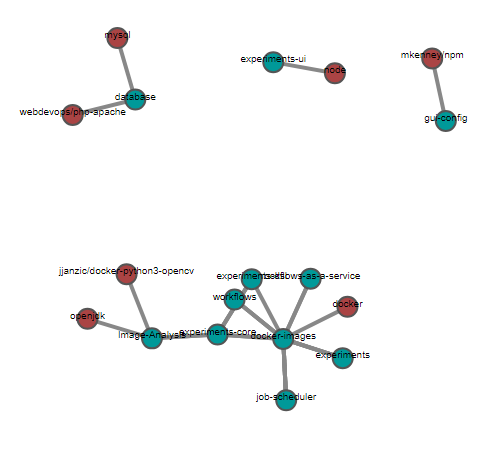 mysql
experiments-ui
mkenney/npm
node
database
webdevops/php-apache
gui-config
jjanzic/docker-python3-opencv
workflows-as-a-service
workflows
docker
openjdk
Image-Analysis
experiments-core
docker-images
experiments
job-scheduler